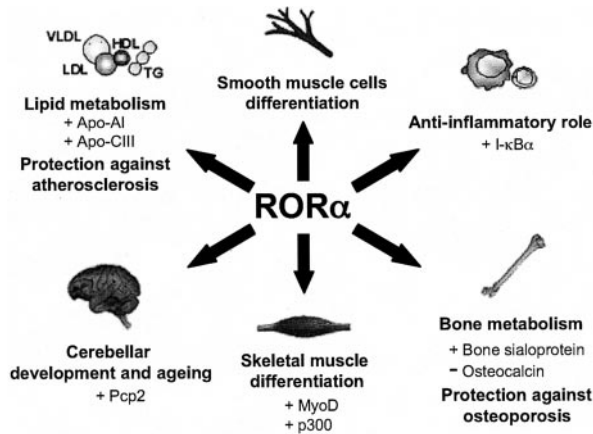 VLDL
HDL
LDL
TG
Lipid metabolism
+ Apo-AI
+ Apo-CIII
Protection against
atherosclerosis
Smooth muscle cells
differentiation
Anti-inflammatory role
+ I-κBα
RORα
Cerebellar
development and ageing
+ Pcp2
Skeletal muscle
differentiation
+ MyoD
+ p300
Bone metabolism
+ Bone sialoprotein
− Osteocalcin
Protection against
osteoporosis